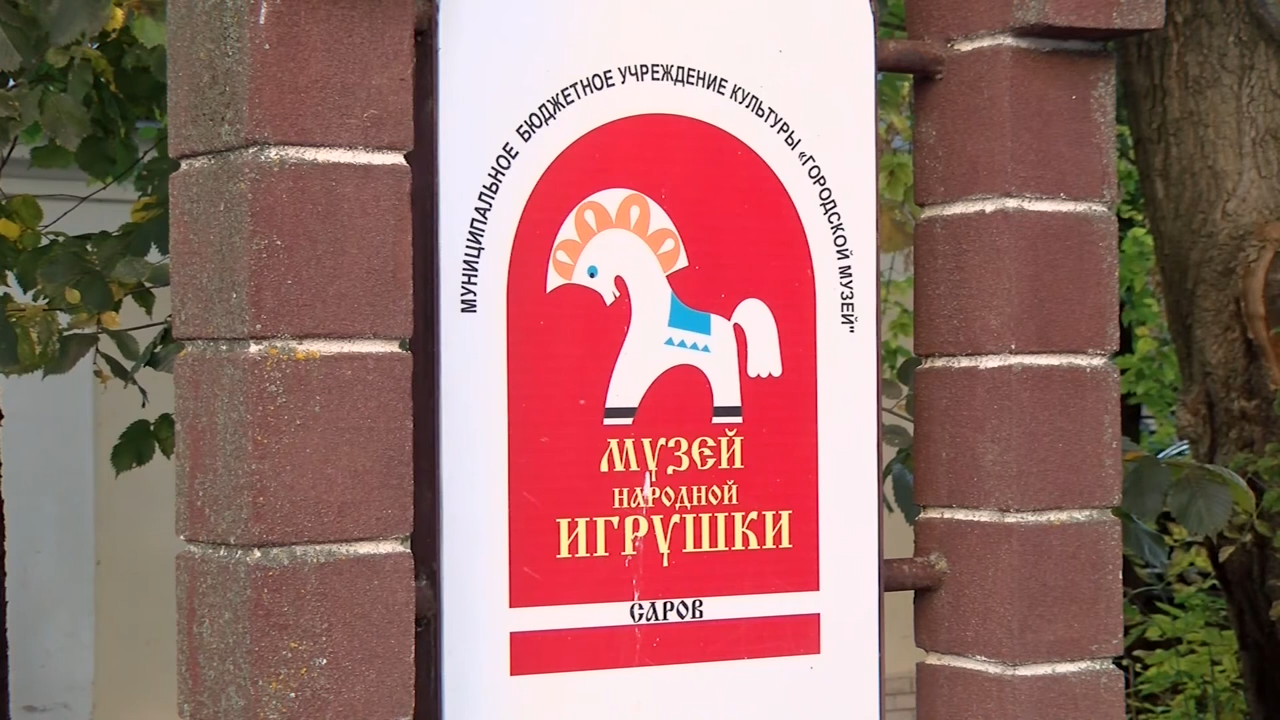 МУНИЦИПАЛЬНОЕ БЮДЖЕТНОЕ УЧРЕЖДЕНИЕ КУЛЬТУРЫ «ГОРОДСКОЙ МУЗЕЙ"
МУЗЕЙ
НАРОДНОЙ
ИГРУШКИ
САРОВ